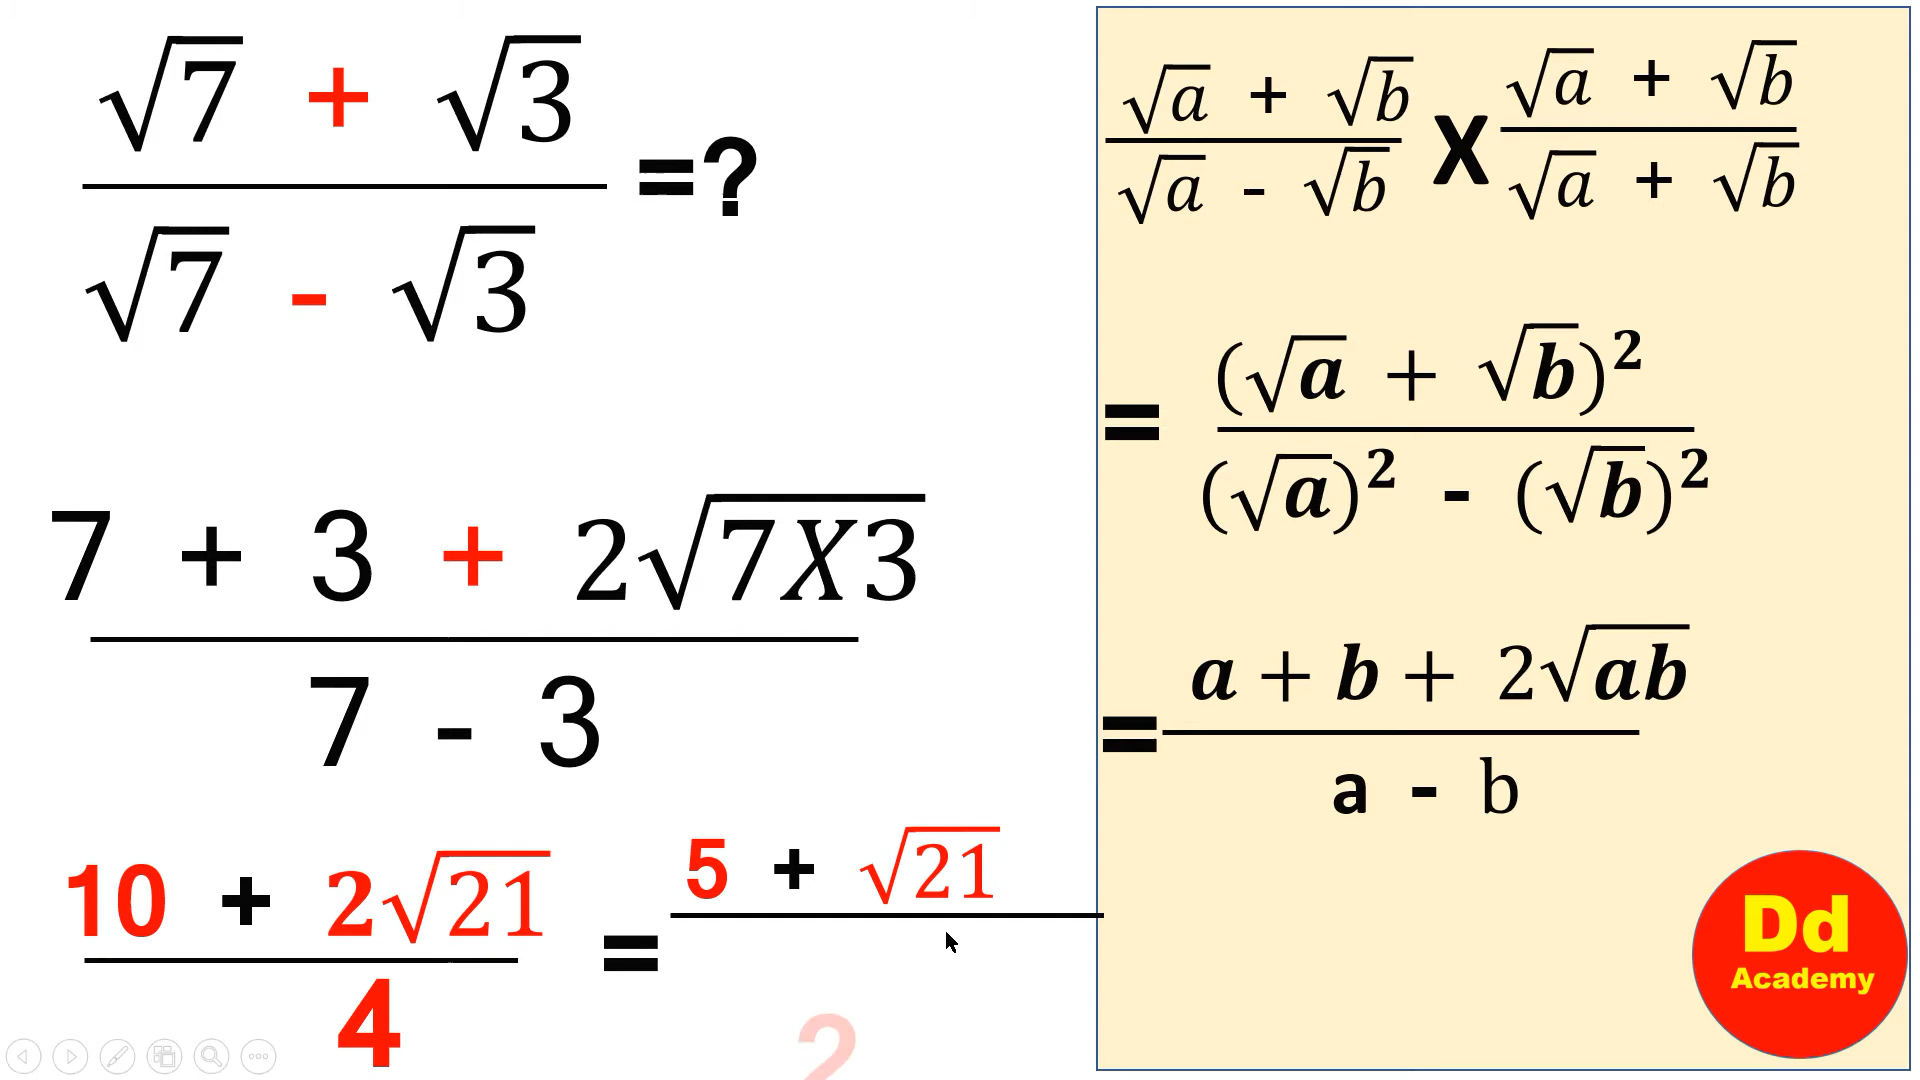 √7 + √3
=?
√7 - √3
7 + 3 + 2√7X3
7 - 3
10 + 2√21
4
=
5 + √21
2
√a + √b X √a + √b
√a - √b √a + √b
= (√a + √b)²
(√a)² - (√b)²
= a + b + 2√ab
a - b
Dd
Academy